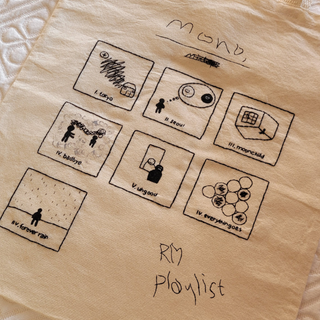 mono.
i. tokyo
ii. seoul
iii. moonchild
iv. badbye
v. uhgood
vi. everythingoes
vii. forever rain
RM
Playlist